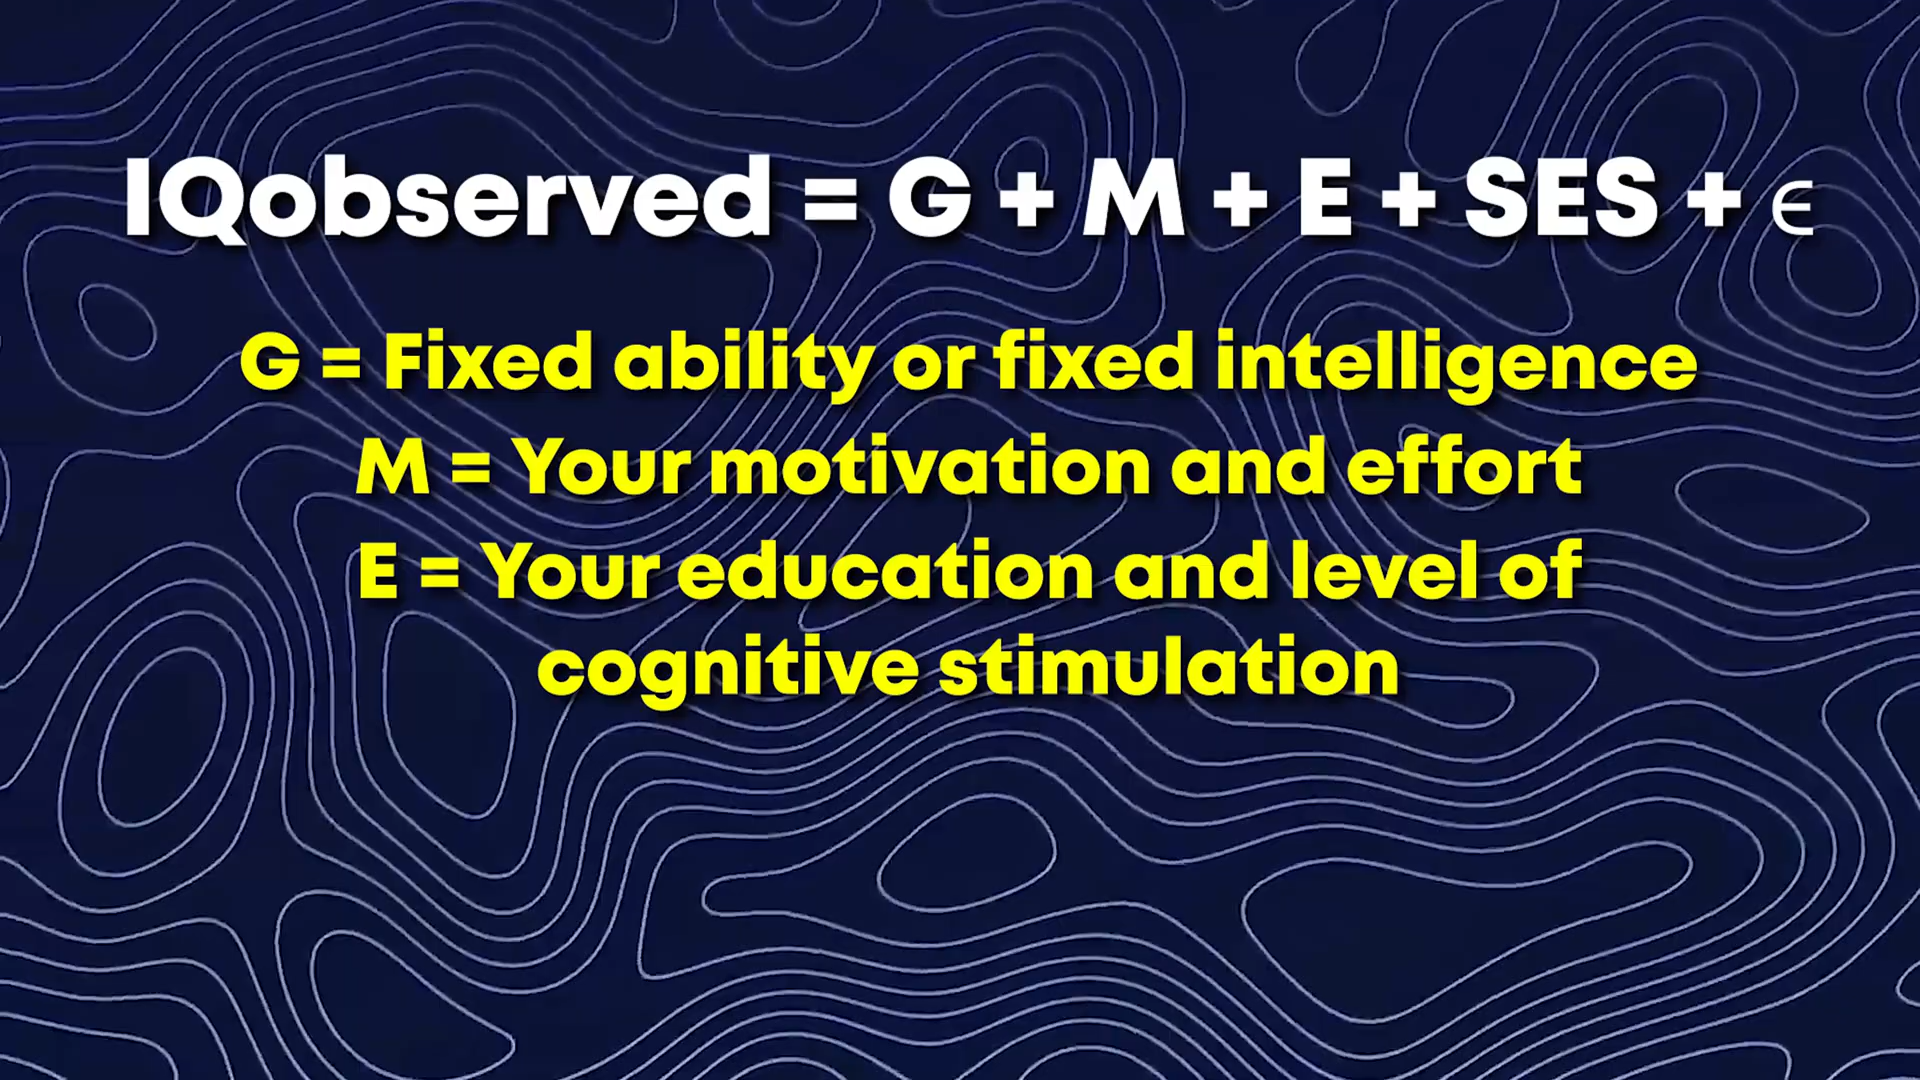 IQobserved = G + M + E + SES + ϵ
G = Fixed ability or fixed intelligence
M = Your motivation and effort
E = Your education and level of
cognitive stimulation